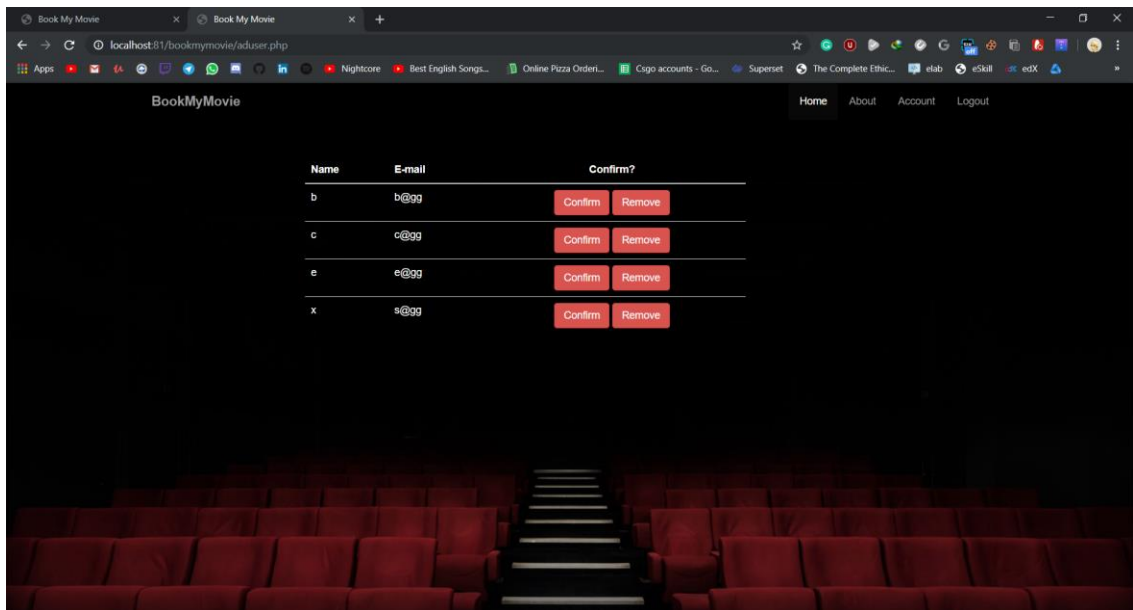 Book My Movie Book My Movie
localhost:81/bookmymovie/aduser.php
Apps Nightcore Best English Songs... Online Pizza Orderi... Csgo accounts - Go... Superset The Complete Ethic... elab eSkill edX
BookMyMovie Home About Account Logout
Name E-mail Confirm?
b b@gg Confirm Remove
c c@gg Confirm Remove
e e@gg Confirm Remove
x s@gg Confirm Remove